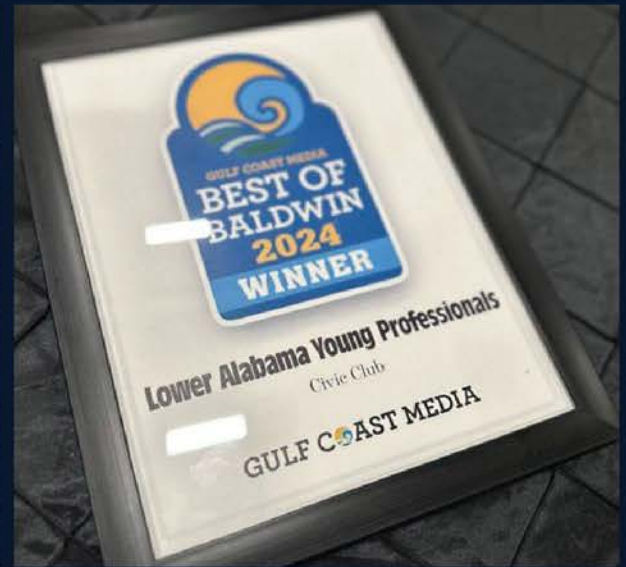 GULF COAST MEDIA
BEST OF
BALDWIN
2024
WINNER
Lower Alabama Young Professionals
Civic Club
GULF COAST MEDIA